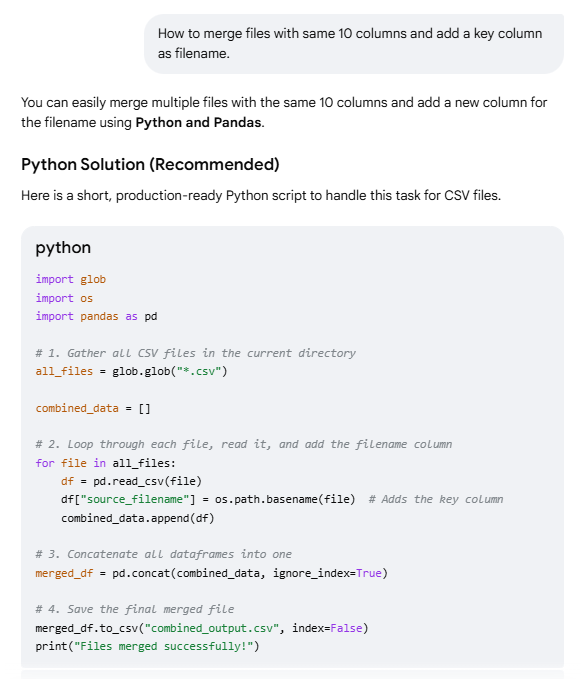 How to merge files with same 10 columns and add a key column
as filename.
You can easily merge multiple files with the same 10 columns and add a new column for
the filename using Python and Pandas.
Python Solution (Recommended)
Here is a short, production-ready Python script to handle this task for CSV files.
python
import glob
import os
import pandas as pd
# 1. Gather all CSV files in the current directory
all_files = glob.glob("*.csv")
combined_data = []
# 2. Loop through each file, read it, and add the filename column
for file in all_files:
    df = pd.read_csv(file)
    df["source_filename"] = os.path.basename(file)  # Adds the key column
    combined_data.append(df)
# 3. Concatenate all dataframes into one
merged_df = pd.concat(combined_data, ignore_index=True)
# 4. Save the final merged file
merged_df.to_csv("combined_output.csv", index=False)
print("Files merged successfully!")